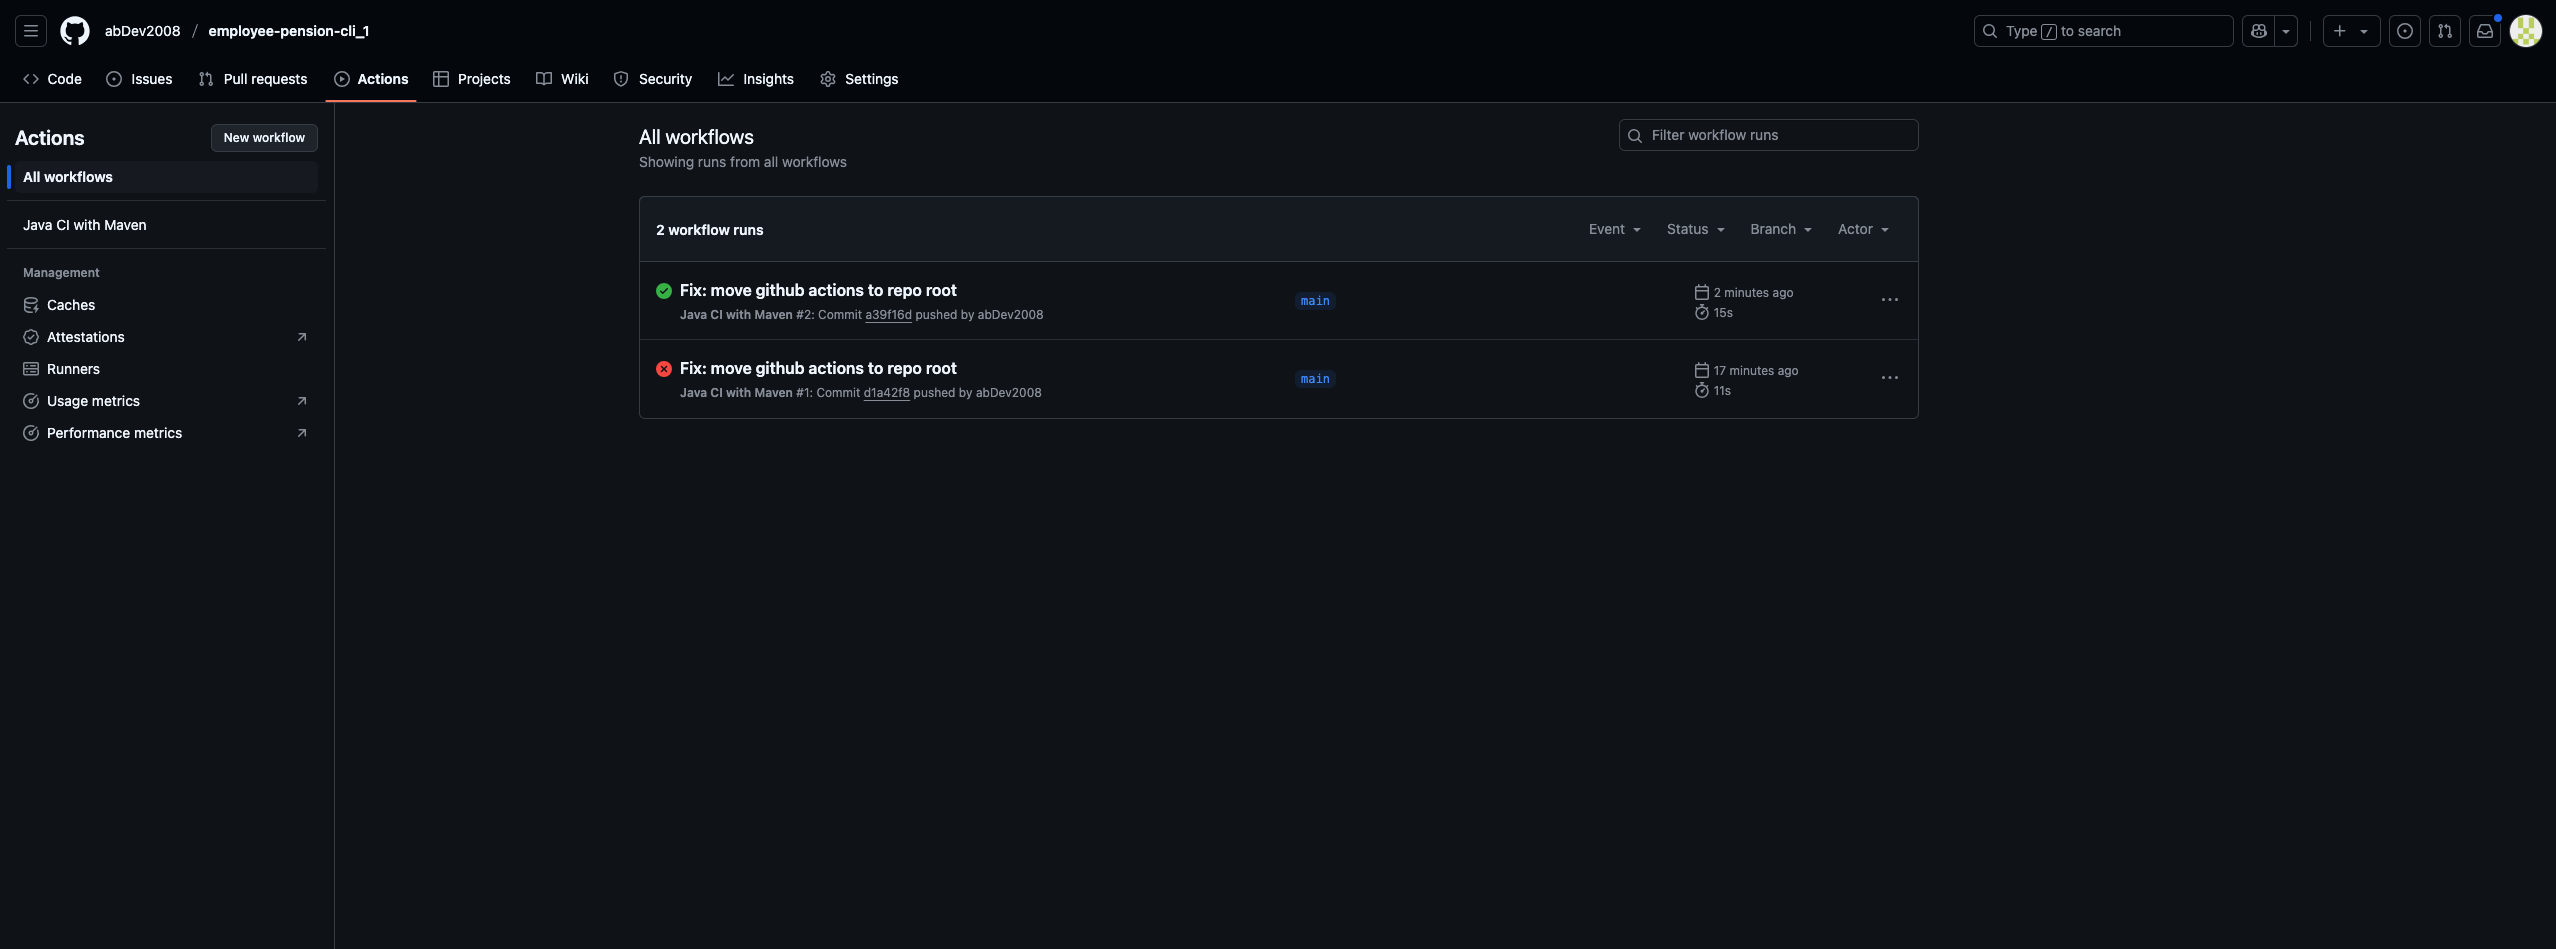 abDev2008 / employee-pension-cli_1
Type / to search
Code Issues Pull requests Actions Projects Wiki Security Insights Settings
Actions
New workflow
All workflows
Java CI with Maven
Management
Caches
Attestations
Runners
Usage metrics
Performance metrics
All workflows
Showing runs from all workflows
Filter workflow runs
2 workflow runs
Event Status Branch Actor
Fix: move github actions to repo root
Java CI with Maven #2: Commit a39f16d pushed by abDev2008
main
2 minutes ago
15s
Fix: move github actions to repo root
Java CI with Maven #1: Commit d1a42f8 pushed by abDev2008
main
17 minutes ago
11s